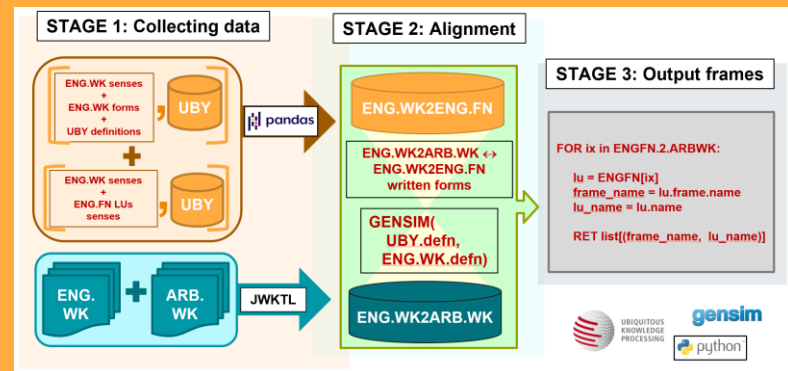 STAGE 1: Collecting data
ENG.WK senses
+
ENG.WK forms
+
UBY definitions
,
UBY
+
ENG.WK senses
+
ENG.FN LUs
senses
,
UBY
pandas
ENG.
WK
+
ARB.
WK
JWKTL
STAGE 2: Alignment
ENG.WK2ENG.FN
ENG.WK2ARB.WK ↔
ENG.WK2ENG.FN
written forms
GENSIM(
UBY.defn,
ENG.WK.defn)
ENG.WK2ARB.WK
STAGE 3: Output frames
FOR ix in ENGFN.2.ARBWK:
lu = ENGFN[ix]
frame_name = lu.frame.name
lu_name = lu.name
RET list[(frame_name, lu_name)]
UBIQUITOUS
KNOWLEDGE
PROCESSING
gensim
python